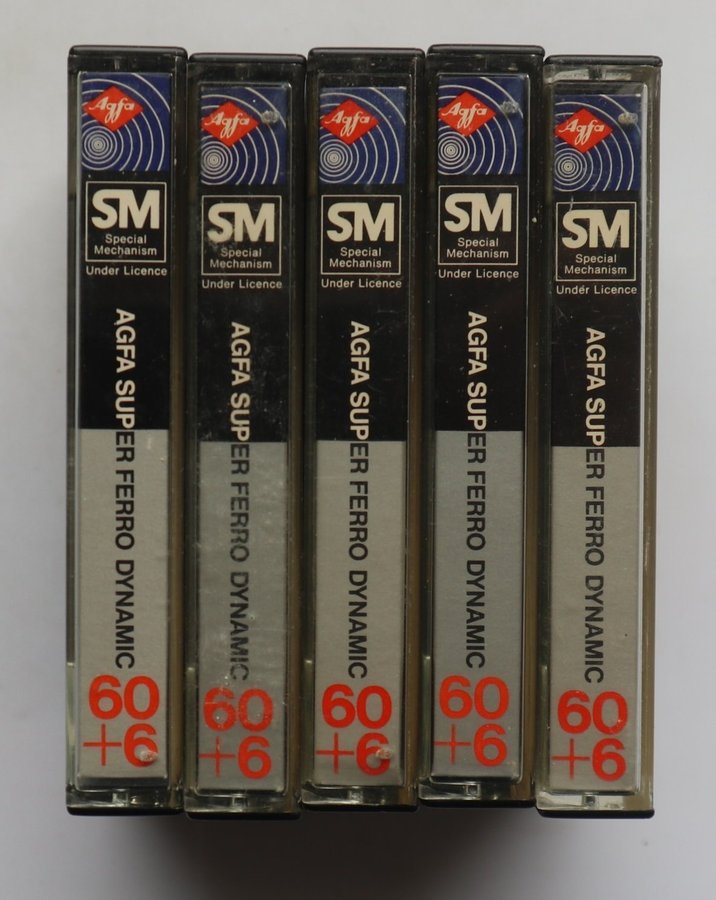 Agfa
SM
Special
Mechanism
Under Licence
AGFA SUPER FERRO DYNAMIC
60
+6
Agfa
SM
Special
Mechanism
Under Licence
AGFA SUPER FERRO DYNAMIC
60
+6
Agfa
SM
Special
Mechanism
Under Licence
AGFA SUPER FERRO DYNAMIC
60
+6
Agfa
SM
Special
Mechanism
Under Licence
AGFA SUPER FERRO DYNAMIC
60
+6
Agfa
SM
Special
Mechanism
Under Licence
AGFA SUPER FERRO DYNAMIC
60
+6